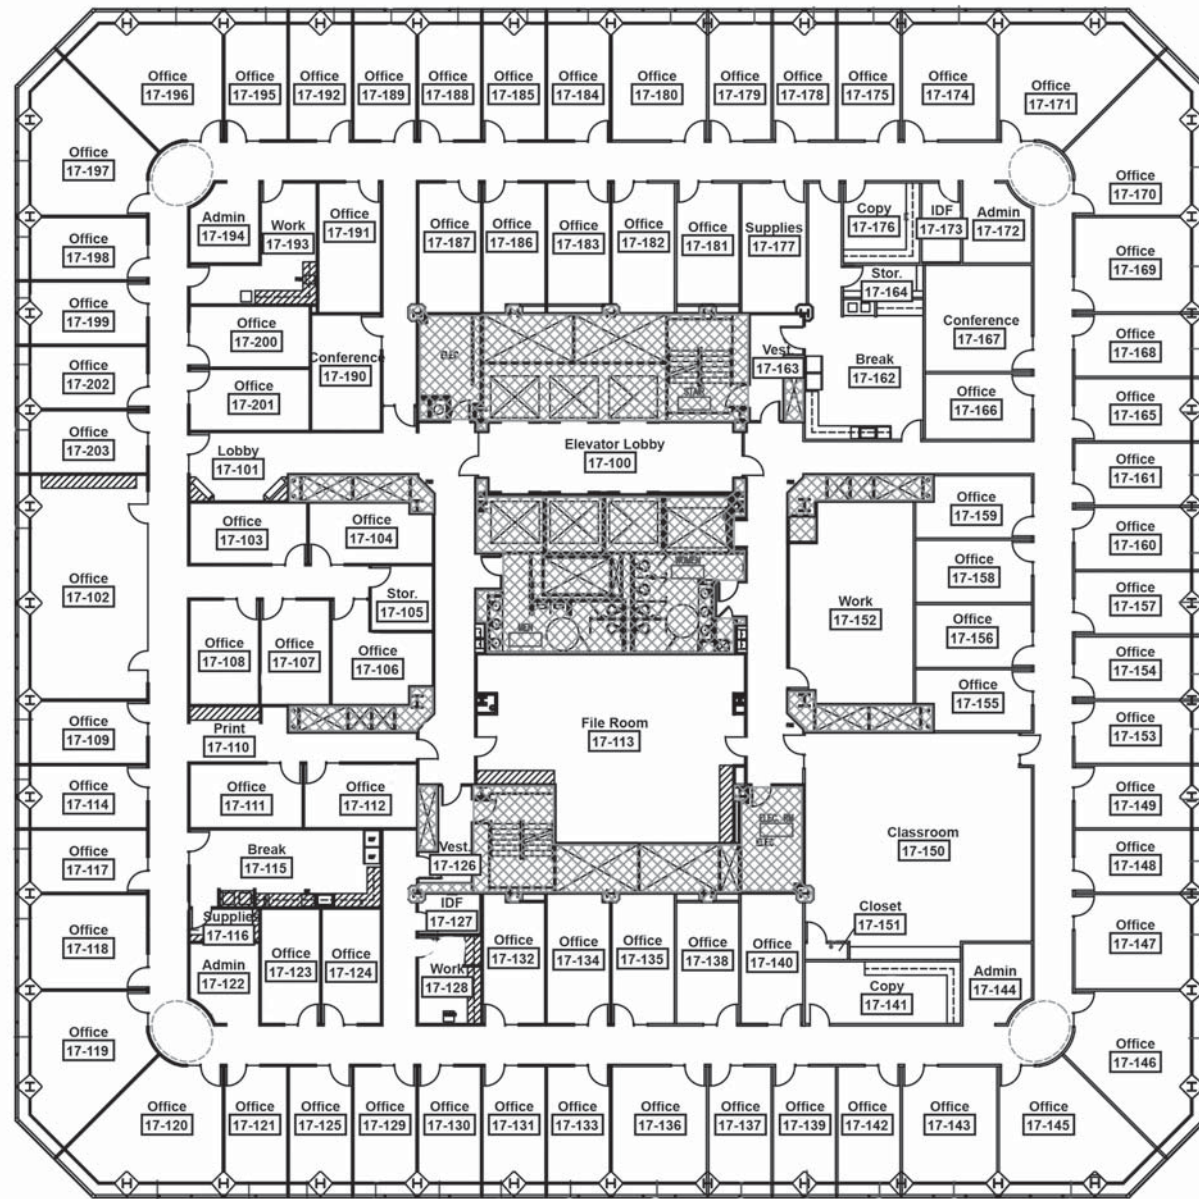 Office
17-196
Office
17-195
Office
17-192
Office
17-189
Office
17-188
Office
17-185
Office
17-184
Office
17-180
Office
17-179
Office
17-178
Office
17-175
Office
17-174
Office
17-171
Office
17-197
Office
17-170
Admin
17-194
Work
17-193
Office
17-191
Office
17-187
Office
17-186
Office
17-183
Office
17-182
Office
17-181
Supplies
17-177
Copy
17-176
IDF
17-173
Admin
17-172
Office
17-198
Office
17-169
Stor.
17-164
Office
17-199
Office
17-200
Conference
17-190
ELEC
STAIR
Vest.
17-163
Break
17-162
Conference
17-167
Office
17-168
Office
17-202
Office
17-201
Office
17-166
Office
17-165
Office
17-203
Lobby
17-101
Elevator Lobby
17-100
Office
17-161
Office
17-103
Office
17-104
Office
17-159
Office
17-160
Office
17-102
Stor.
17-105
WOMEN
MEN
Work
17-152
Office
17-158
Office
17-157
Office
17-108
Office
17-107
Office
17-106
Office
17-156
Office
17-154
Office
17-155
Office
17-109
Print
17-110
File Room
17-113
Office
17-153
Office
17-114
Office
17-111
Office
17-112
ELEC. RM
ELEC
Office
17-149
Office
17-117
Break
17-115
Vest.
17-126
Classroom
17-150
Office
17-148
Supplies
17-116
IDF
17-127
Closet
17-151
Office
17-118
Office
17-147
Admin
17-122
Office
17-123
Office
17-124
Work
17-128
Office
17-132
Office
17-134
Office
17-135
Office
17-138
Office
17-140
Copy
17-141
Admin
17-144
Office
17-119
Office
17-146
Office
17-120
Office
17-121
Office
17-125
Office
17-129
Office
17-130
Office
17-131
Office
17-133
Office
17-136
Office
17-137
Office
17-139
Office
17-142
Office
17-143
Office
17-145